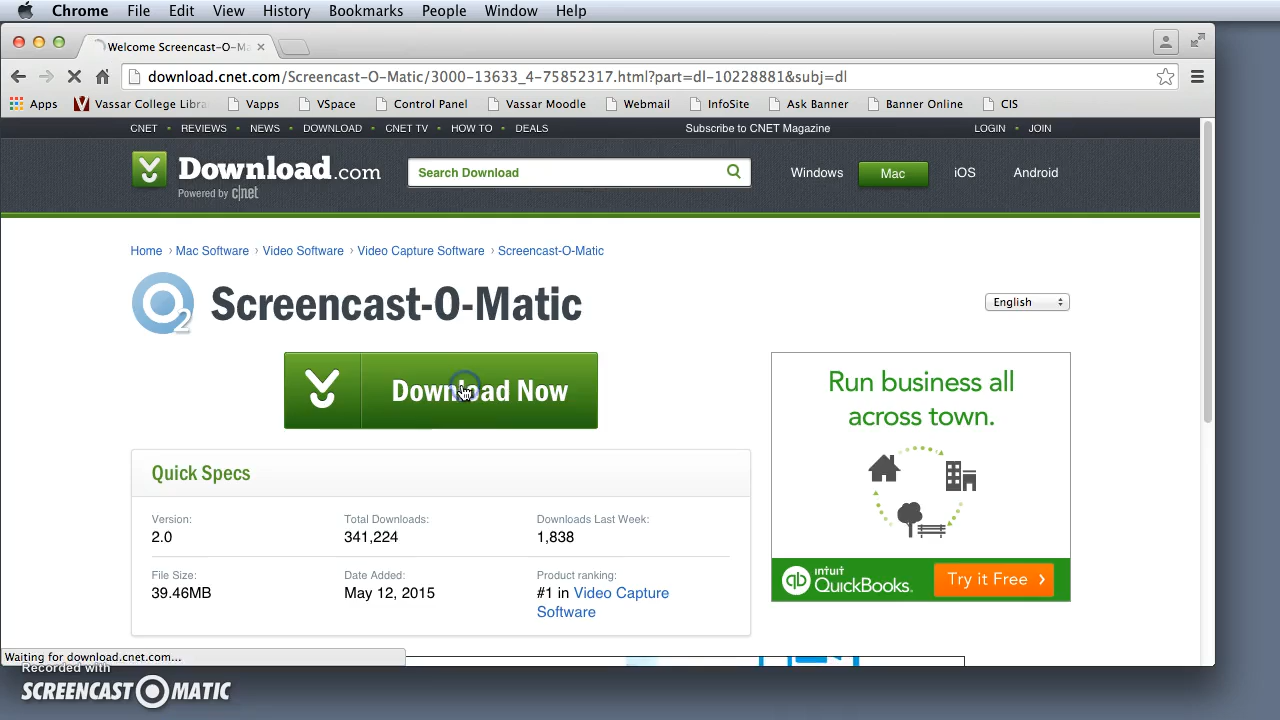 Chrome File Edit View History Bookmarks People Window Help
Welcome Screencast-O-Ma
download.cnet.com/Screencast-O-Matic/3000-13633_4-75852317.html?part=dl-10228881&subj=dl
Apps Vassar College Libra Vapps VSpace Control Panel Vassar Moodle Webmail InfoSite Ask Banner Banner Online CIS
CNET • REVIEWS • NEWS • DOWNLOAD • CNET TV • HOW TO • DEALS Subscribe to CNET Magazine LOGIN • JOIN
Download.com Search Download Windows Mac iOS Android
Powered by c|net
Home › Mac Software › Video Software › Video Capture Software › Screencast-O-Matic
2 Screencast-O-Matic English
Download Now
Run business all
across town.
Quick Specs
Version: Total Downloads: Downloads Last Week:
2.0 341,224 1,838
File Size: Date Added: Product ranking:
39.46MB May 12, 2015 #1 in Video Capture
Software
qb intuit QuickBooks. Try it Free ›
Waiting for download.cnet.com...
Recorded with
SCREENCAST MATIC